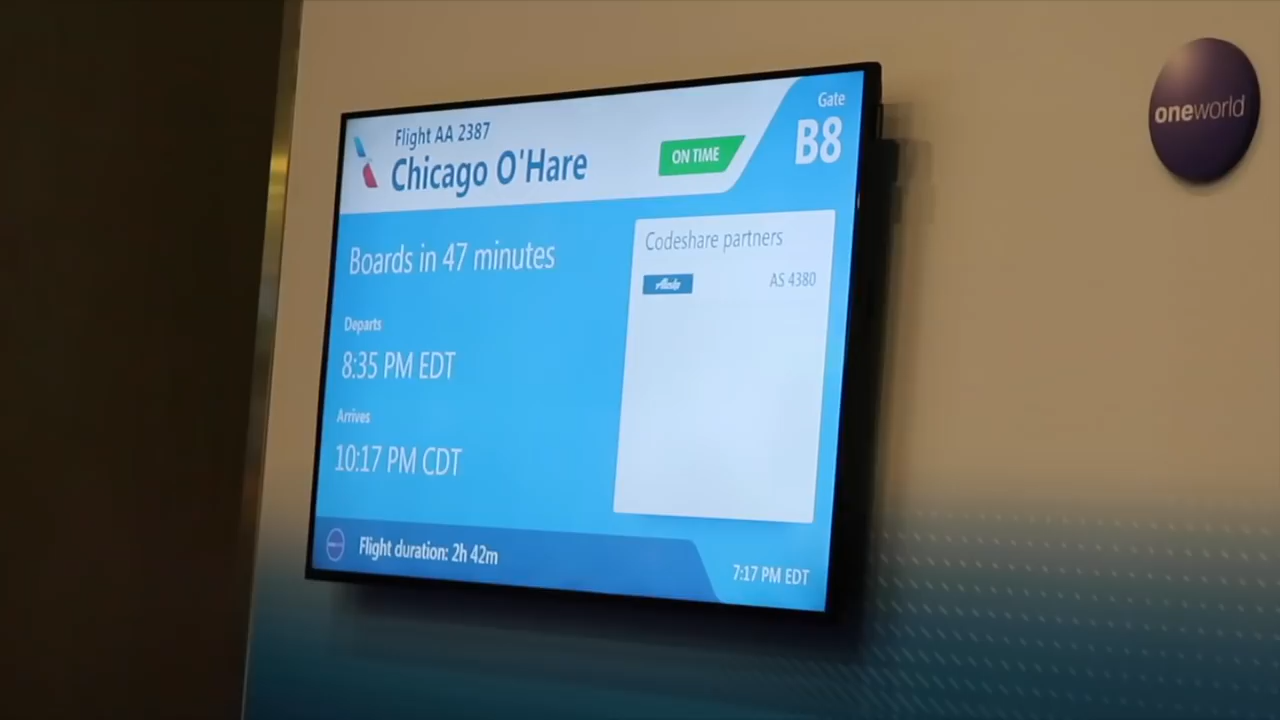 Flight AA 2387
Chicago O'Hare
ON TIME
Gate
B8
Boards in 47 minutes
Departs
8:35 PM EDT
Arrives
10:17 PM CDT
Codeshare partners
Alaska AS 4380
Flight duration: 2h 42m
7:17 PM EDT
oneworld